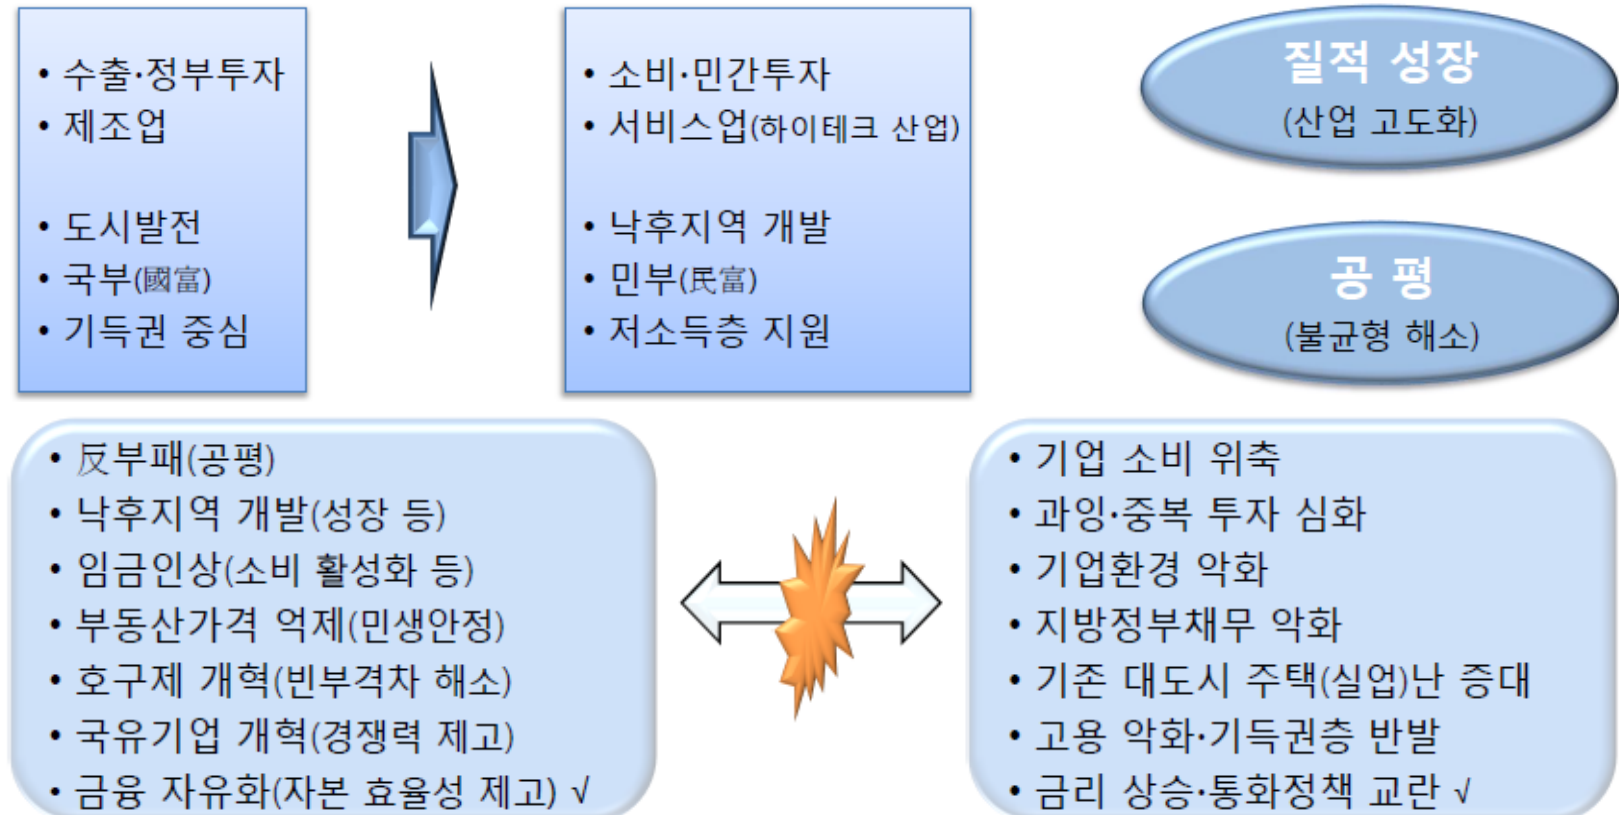 • 수출·정부투자
• 제조업
• 도시발전
• 국부(國富)
• 기득권 중심
• 소비·민간투자
• 서비스업(하이테크 산업)
• 낙후지역 개발
• 민부(民富)
• 저소득층 지원
질적 성장
(산업 고도화)
공 평
(불균형 해소)
• 反부패(공평)
• 낙후지역 개발(성장 등)
• 임금인상(소비 활성화 등)
• 부동산가격 억제(민생안정)
• 호구제 개혁(빈부격차 해소)
• 국유기업 개혁(경쟁력 제고)
• 금융 자유화(자본 효율성 제고) √
• 기업 소비 위축
• 과잉·중복 투자 심화
• 기업환경 악화
• 지방정부채무 악화
• 기존 대도시 주택(실업)난 증대
• 고용 악화·기득권층 반발
• 금리 상승·통화정책 교란 √